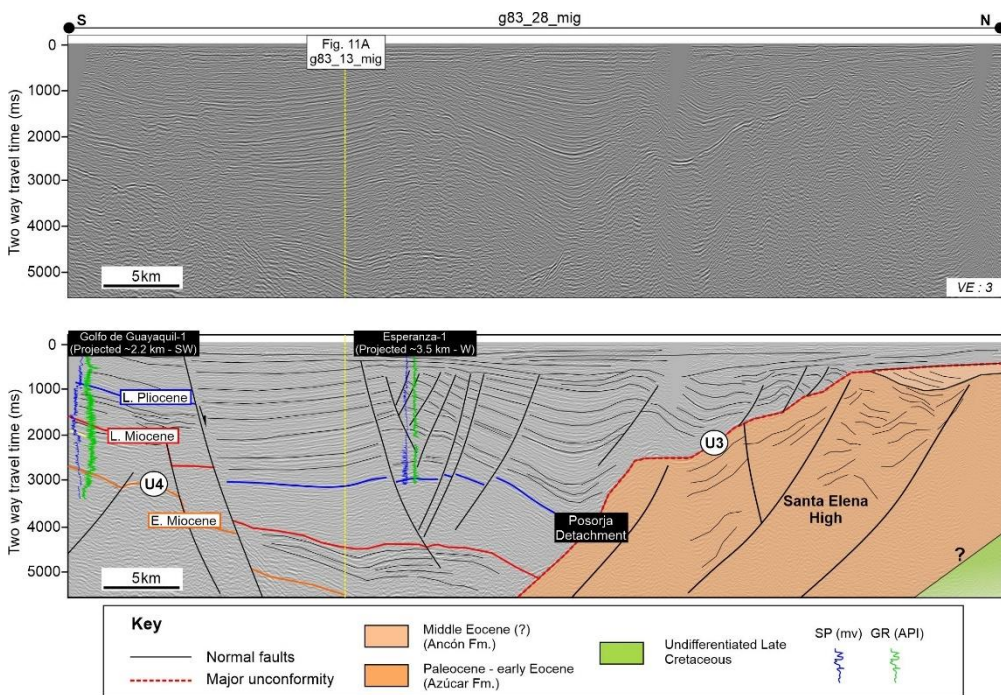 g83_28_mig
S
N
Fig. 11A
g83_13_mig
Two way travel time (ms)
0
1000
2000
3000
4000
5000
5km
VE : 3
Golfo de Guayaquil-1
(Projected ~2.2 km - SW)
Esperanza-1
(Projected ~3.5 km - W)
Two way travel time (ms)
0
1000
2000
3000
4000
5000
L. Pliocene
L. Miocene
U4
E. Miocene
U3
Santa Elena
High
Posorja
Detachment
?
5km
Key
Normal faults
Major unconformity
Middle Eocene (?)
(Ancón Fm.)
Paleocene - early Eocene
(Azúcar Fm.)
Undifferentiated Late
Cretaceous
SP (mv)
GR (API)